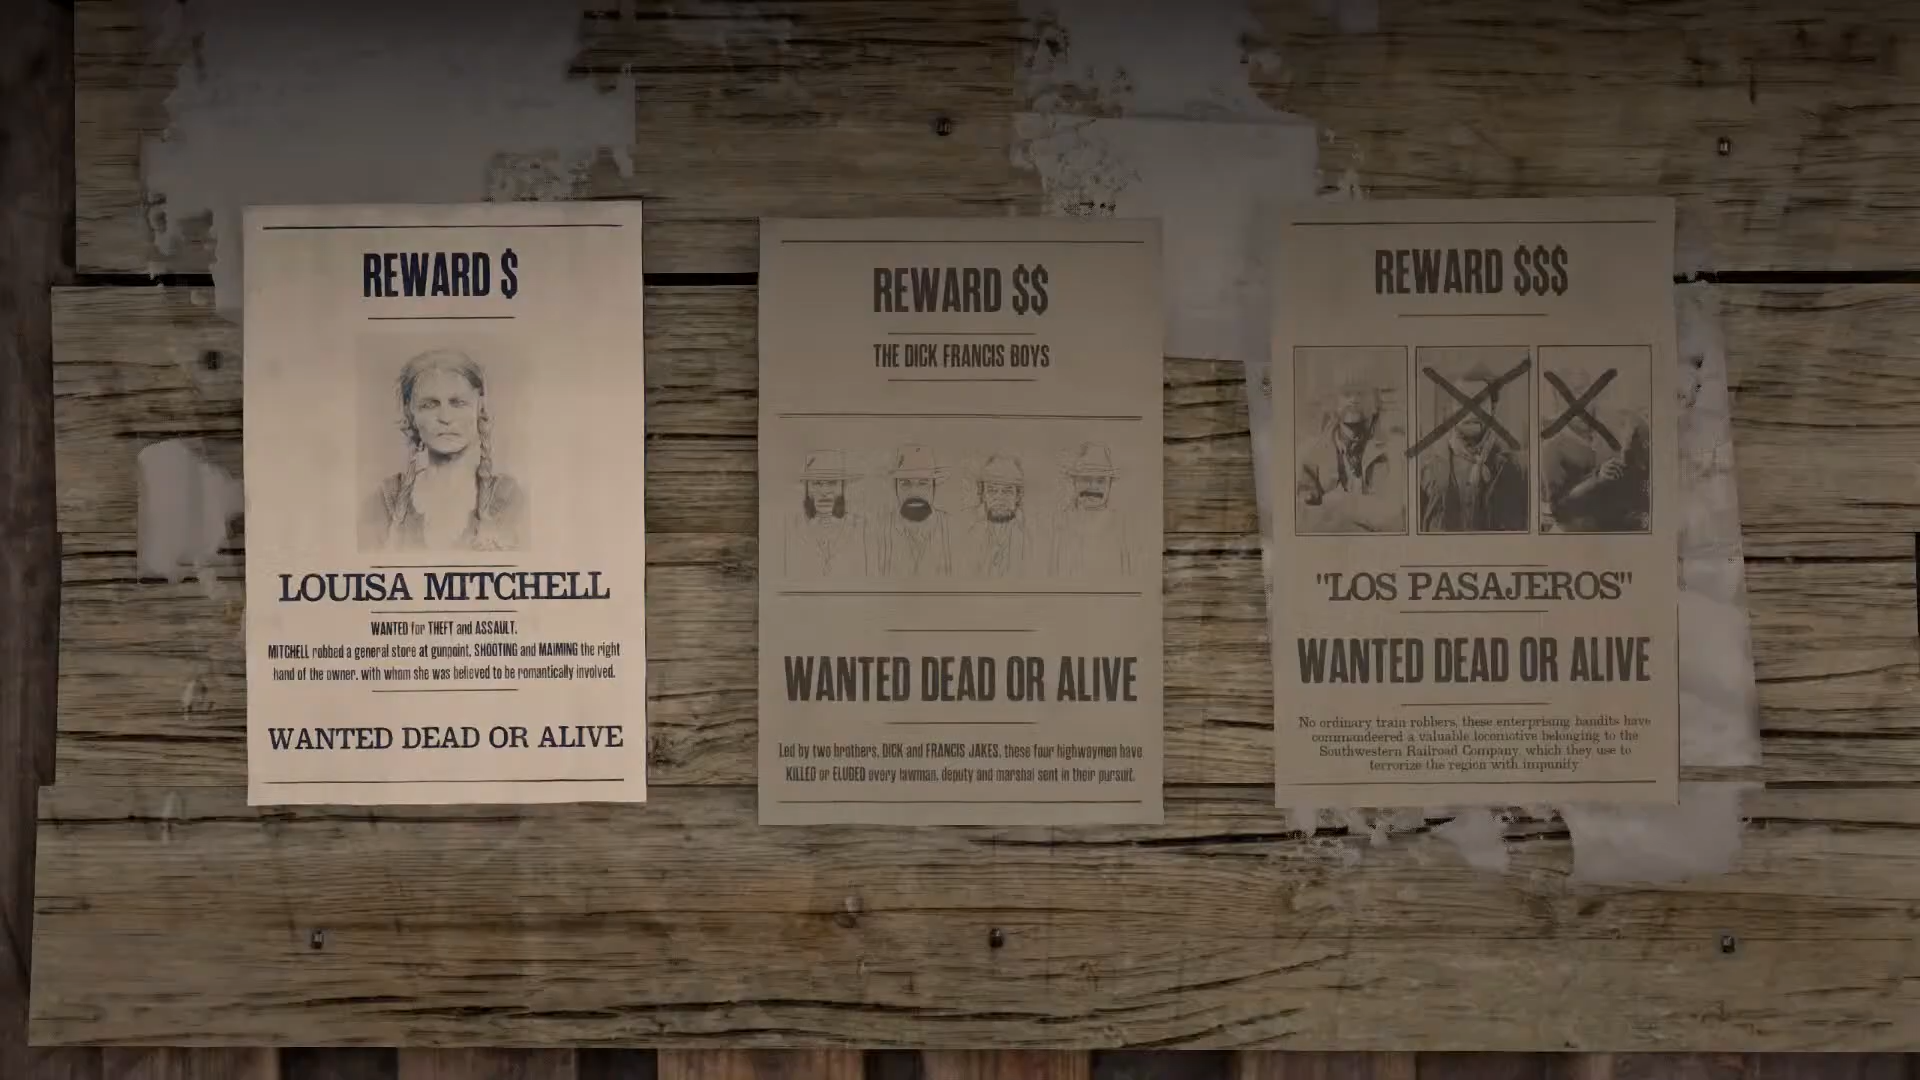 REWARD $
LOUISA MITCHELL
WANTED for THEFT and ASSAULT.
MITCHELL robbed a general store at gunpoint, SHOOTING and MAIMING the right
hand of the owner, with whom she was believed to be romantically involved.
WANTED DEAD OR ALIVE
REWARD $$
THE DICK FRANCIS BOYS
WANTED DEAD OR ALIVE
Led by two brothers, DICK and FRANCIS JAKES, these four highwaymen have
KILLED or ELUDED every lawman, deputy and marshal sent in their pursuit.
REWARD $$$
"LOS PASAJEROS"
WANTED DEAD OR ALIVE
No ordinary train robbers, these enterprising bandits have
commandeered a valuable locomotive belonging to the
Southwestern Railroad Company, which they use to
terrorize the region with impunity